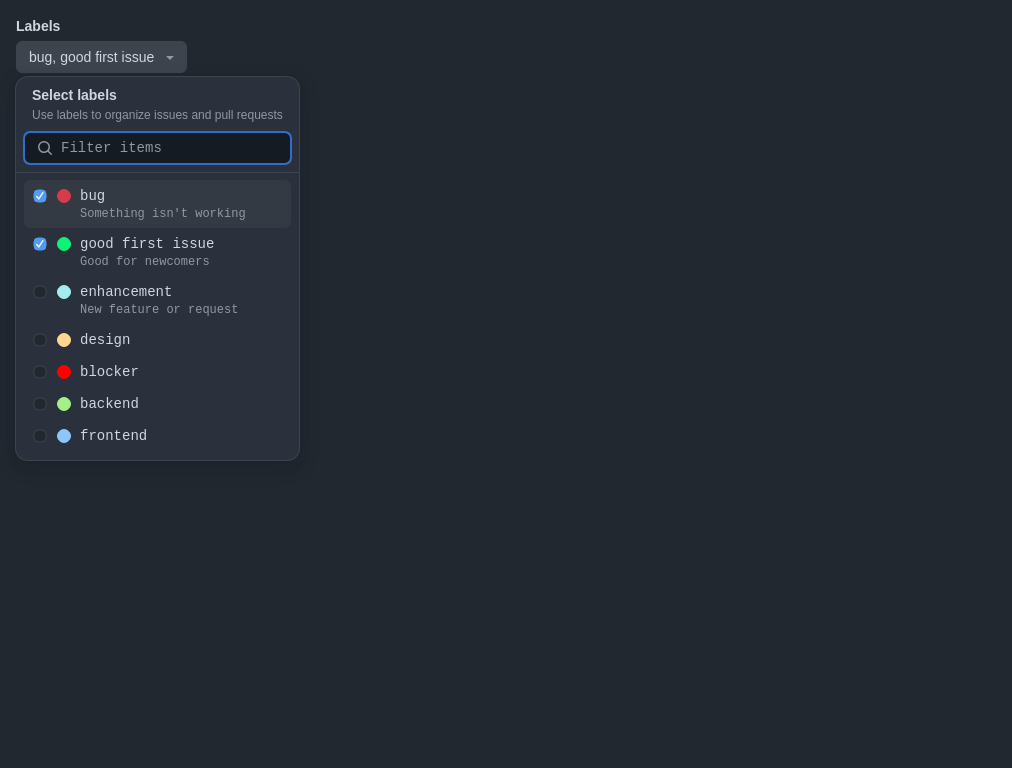 Labels
bug, good first issue
Select labels
Use labels to organize issues and pull requests
Filter items
bug
Something isn't working
good first issue
Good for newcomers
enhancement
New feature or request
design
blocker
backend
frontend